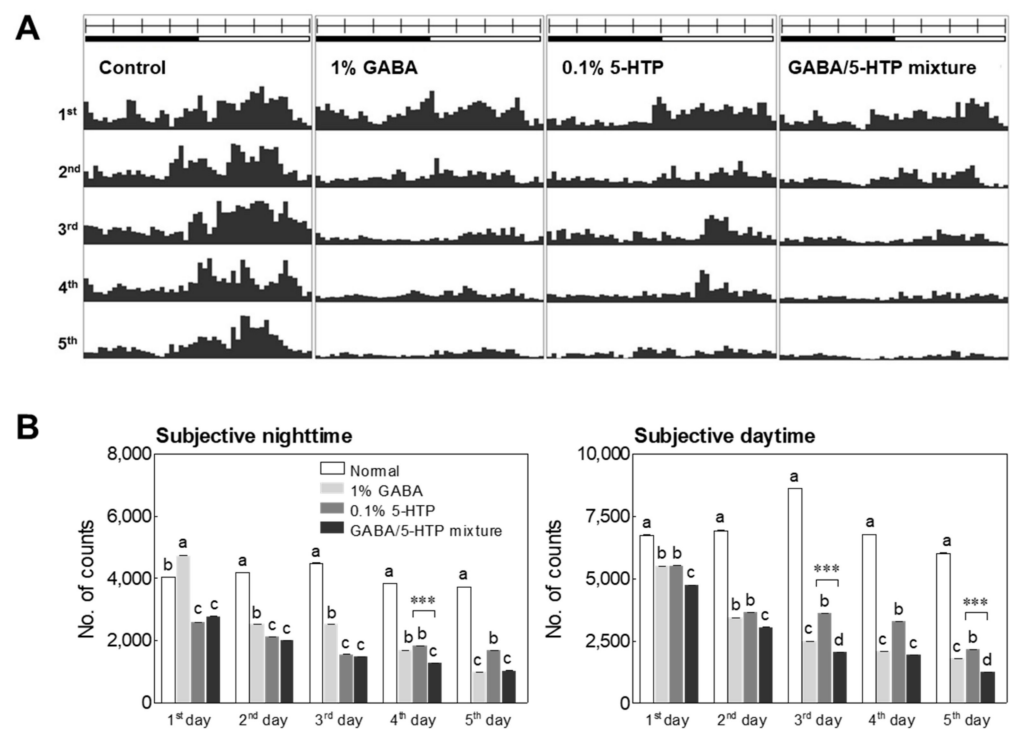 A
Control 1% GABA 0.1% 5-HTP GABA/5-HTP mixture
1st
2nd
3rd
4th
5th
B
Subjective nighttime
No. of counts
8,000
6,000
4,000
2,000
0
Normal
1% GABA
0.1% 5-HTP
GABA/5-HTP mixture
b a c c
a b c c
a b c c
a b b c ***
a c b c
1st day 2nd day 3rd day 4th day 5th day
Subjective daytime
No. of counts
10,000
7,500
5,000
2,500
0
a b b c
a b b c
a c b d ***
a c b c
a c b d ***
1st day 2nd day 3rd day 4th day 5th day